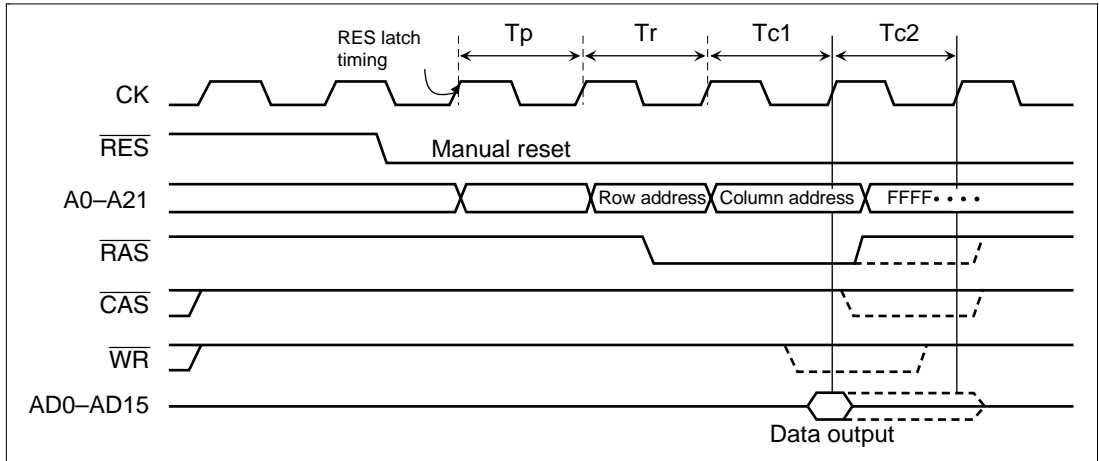 RES latch
timing
Tp Tr Tc1 Tc2
CK
RES
Manual reset
A0–A21
Row address Column address FFFF····
RAS
CAS
WR
AD0–AD15
Data output